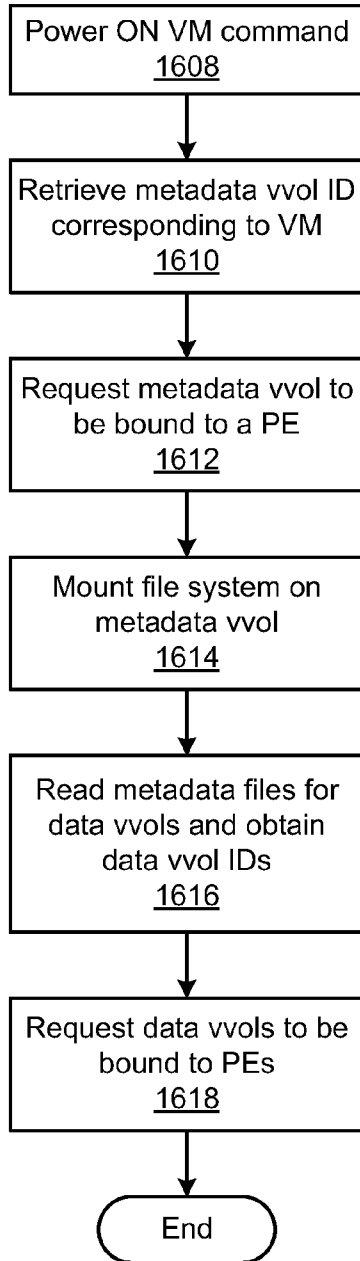 Power ON VM command
1608
Retrieve metadata vvol ID
corresponding to VM
1610
Request metadata vvol to
be bound to a PE
1612
Mount file system on
metadata vvol
1614
Read metadata files for
data vvols and obtain
data vvol IDs
1616
Request data vvols to be
bound to PEs
1618
End